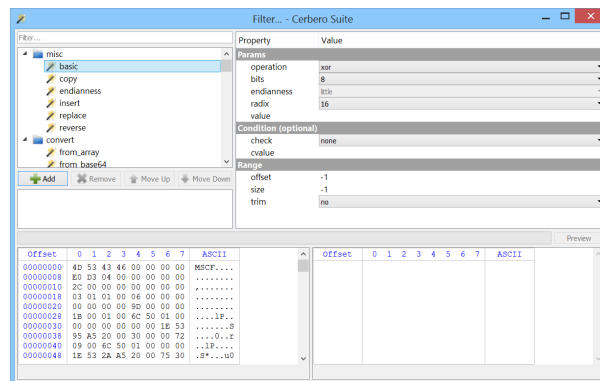 Filter... - Cerbero Suite
Filter...
misc
basic
copy
endianness
insert
replace
reverse
convert
from_array
from_base64
Add
Remove
Move Up
Move Down
Property Value
Params
operation xor
bits 8
endianness little
radix 16
value
Condition (optional)
check none
cvalue
Range
offset -1
size -1
trim no
Preview
Offset 0 1 2 3 4 5 6 7 ASCII
00000000 4D 53 43 46 00 00 00 00 MSCF....
00000008 E0 D3 04 00 00 00 00 00 ........
00000010 2C 00 00 00 00 00 00 00 ,.......
00000018 03 01 01 00 06 00 00 00 ........
00000020 00 00 00 00 9D 00 00 00 ........
00000028 1B 00 01 00 6C 50 01 00 ....lP..
00000030 00 00 00 00 00 00 1E 53 .......S
00000038 95 A5 20 00 30 00 00 72 .. .0..r
00000040 09 00 6C 50 01 00 00 00 ..lP....
00000048 1E 53 2A A5 20 00 75 30 .S*. .u0
Offset 0 1 2 3 4 5 6 7 ASCII